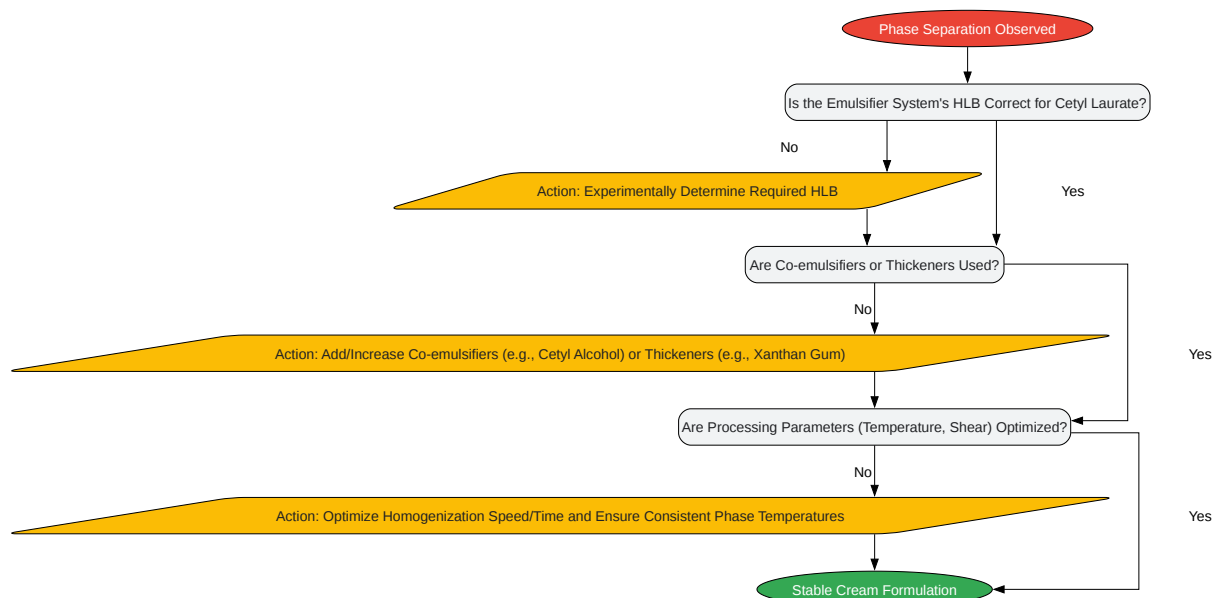 Phase Separation Observed
Is the Emulsifier System's HLB Correct for Cetyl Laurate?
No
Action: Experimentally Determine Required HLB
Yes
Are Co-emulsifiers or Thickeners Used?
No
Action: Add/Increase Co-emulsifiers (e.g., Cetyl Alcohol) or Thickeners (e.g., Xanthan Gum)
Yes
Are Processing Parameters (Temperature, Shear) Optimized?
No
Action: Optimize Homogenization Speed/Time and Ensure Consistent Phase Temperatures
Yes
Stable Cream Formulation